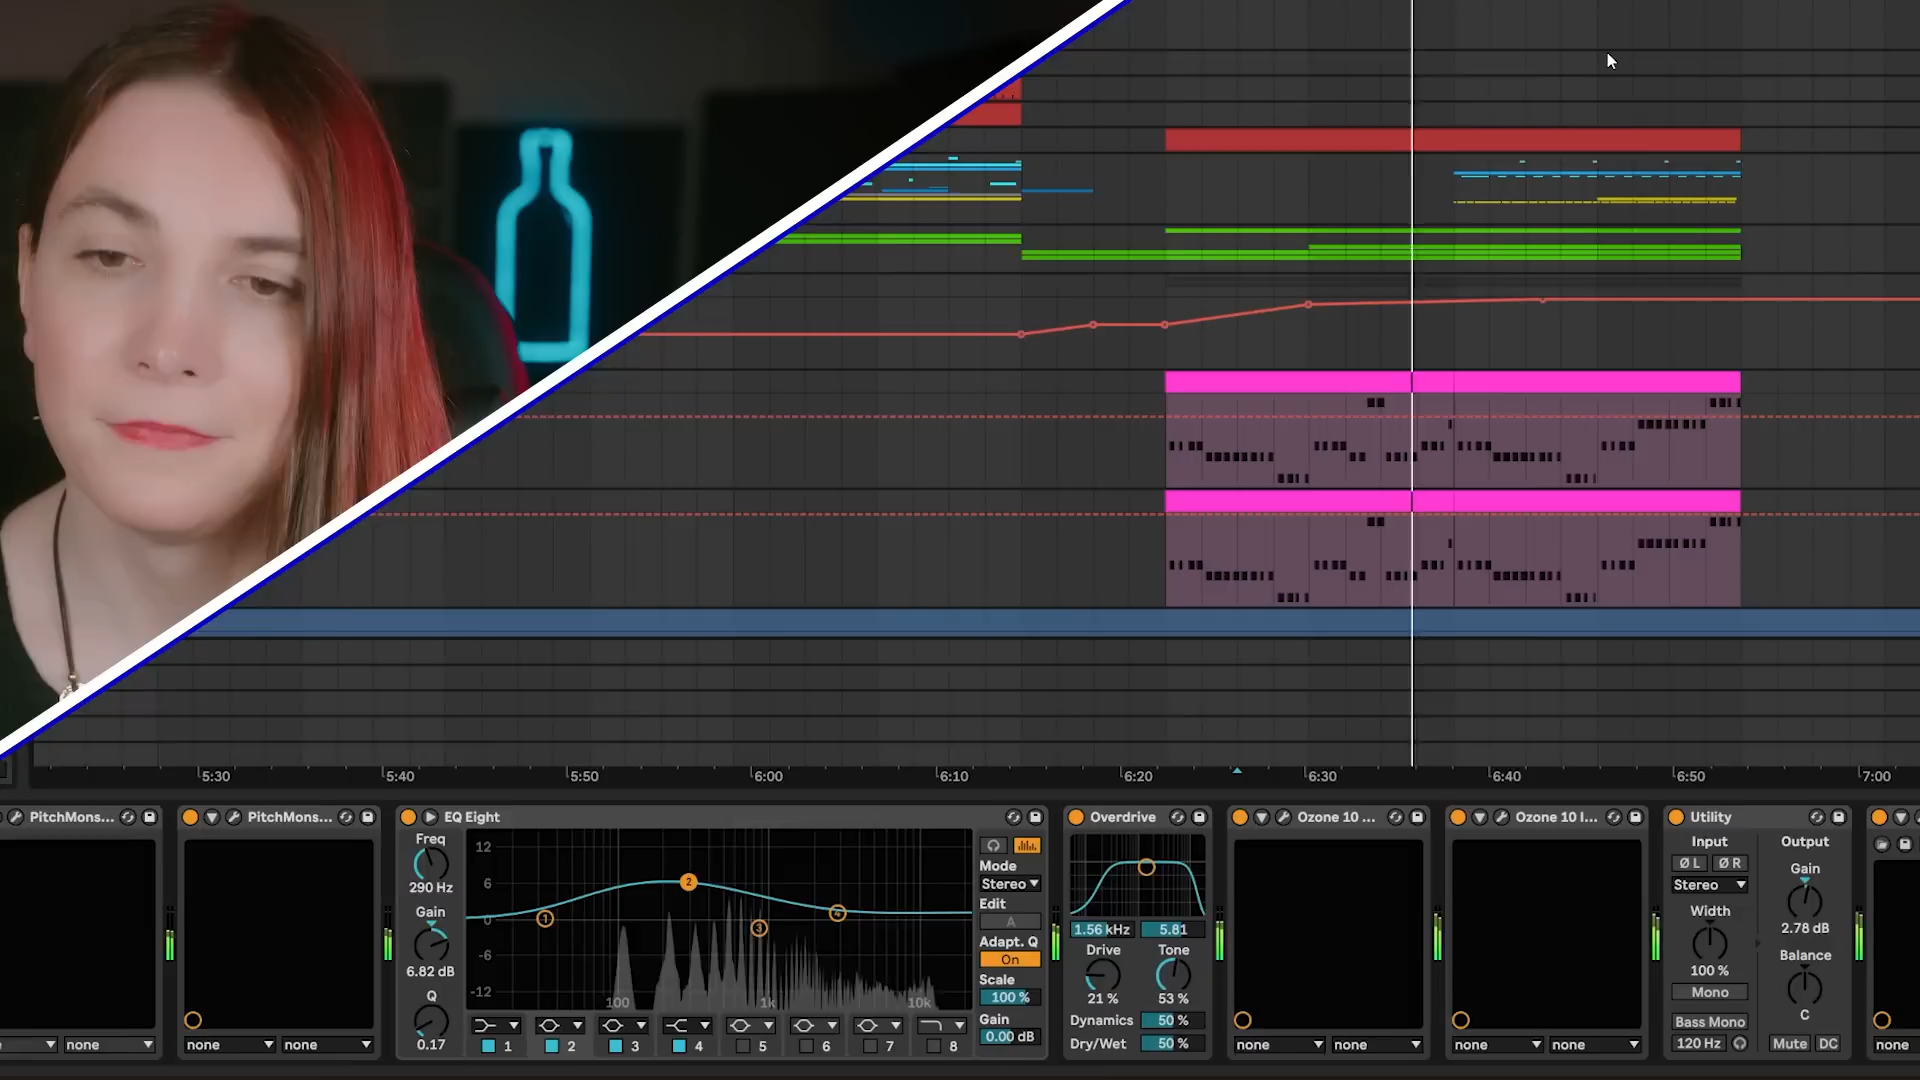 5:30
5:40
5:50
6:00
6:10
6:20
6:30
6:40
6:50
7:00
PitchMons...
none
PitchMons...
none
none
EQ Eight
Freq
290 Hz
Gain
6.82 dB
Q
0.17
12
6
0
-6
-12
100
1k
10k
1
2
3
4
1
2
3
4
5
6
7
8
Mode
Stereo
Edit
A
Adapt. Q
On
Scale
100 %
Gain
0.00 dB
Overdrive
1.56 kHz
5.81
Drive
Tone
21 %
53 %
Dynamics
50 %
Dry/Wet
50 %
Ozone 10 ...
none
none
Ozone 10 I...
none
none
Utility
Input
Ø L
Ø R
Stereo
Width
100 %
Mono
Bass Mono
120 Hz
Output
Gain
2.78 dB
Balance
C
Mute
DC
none